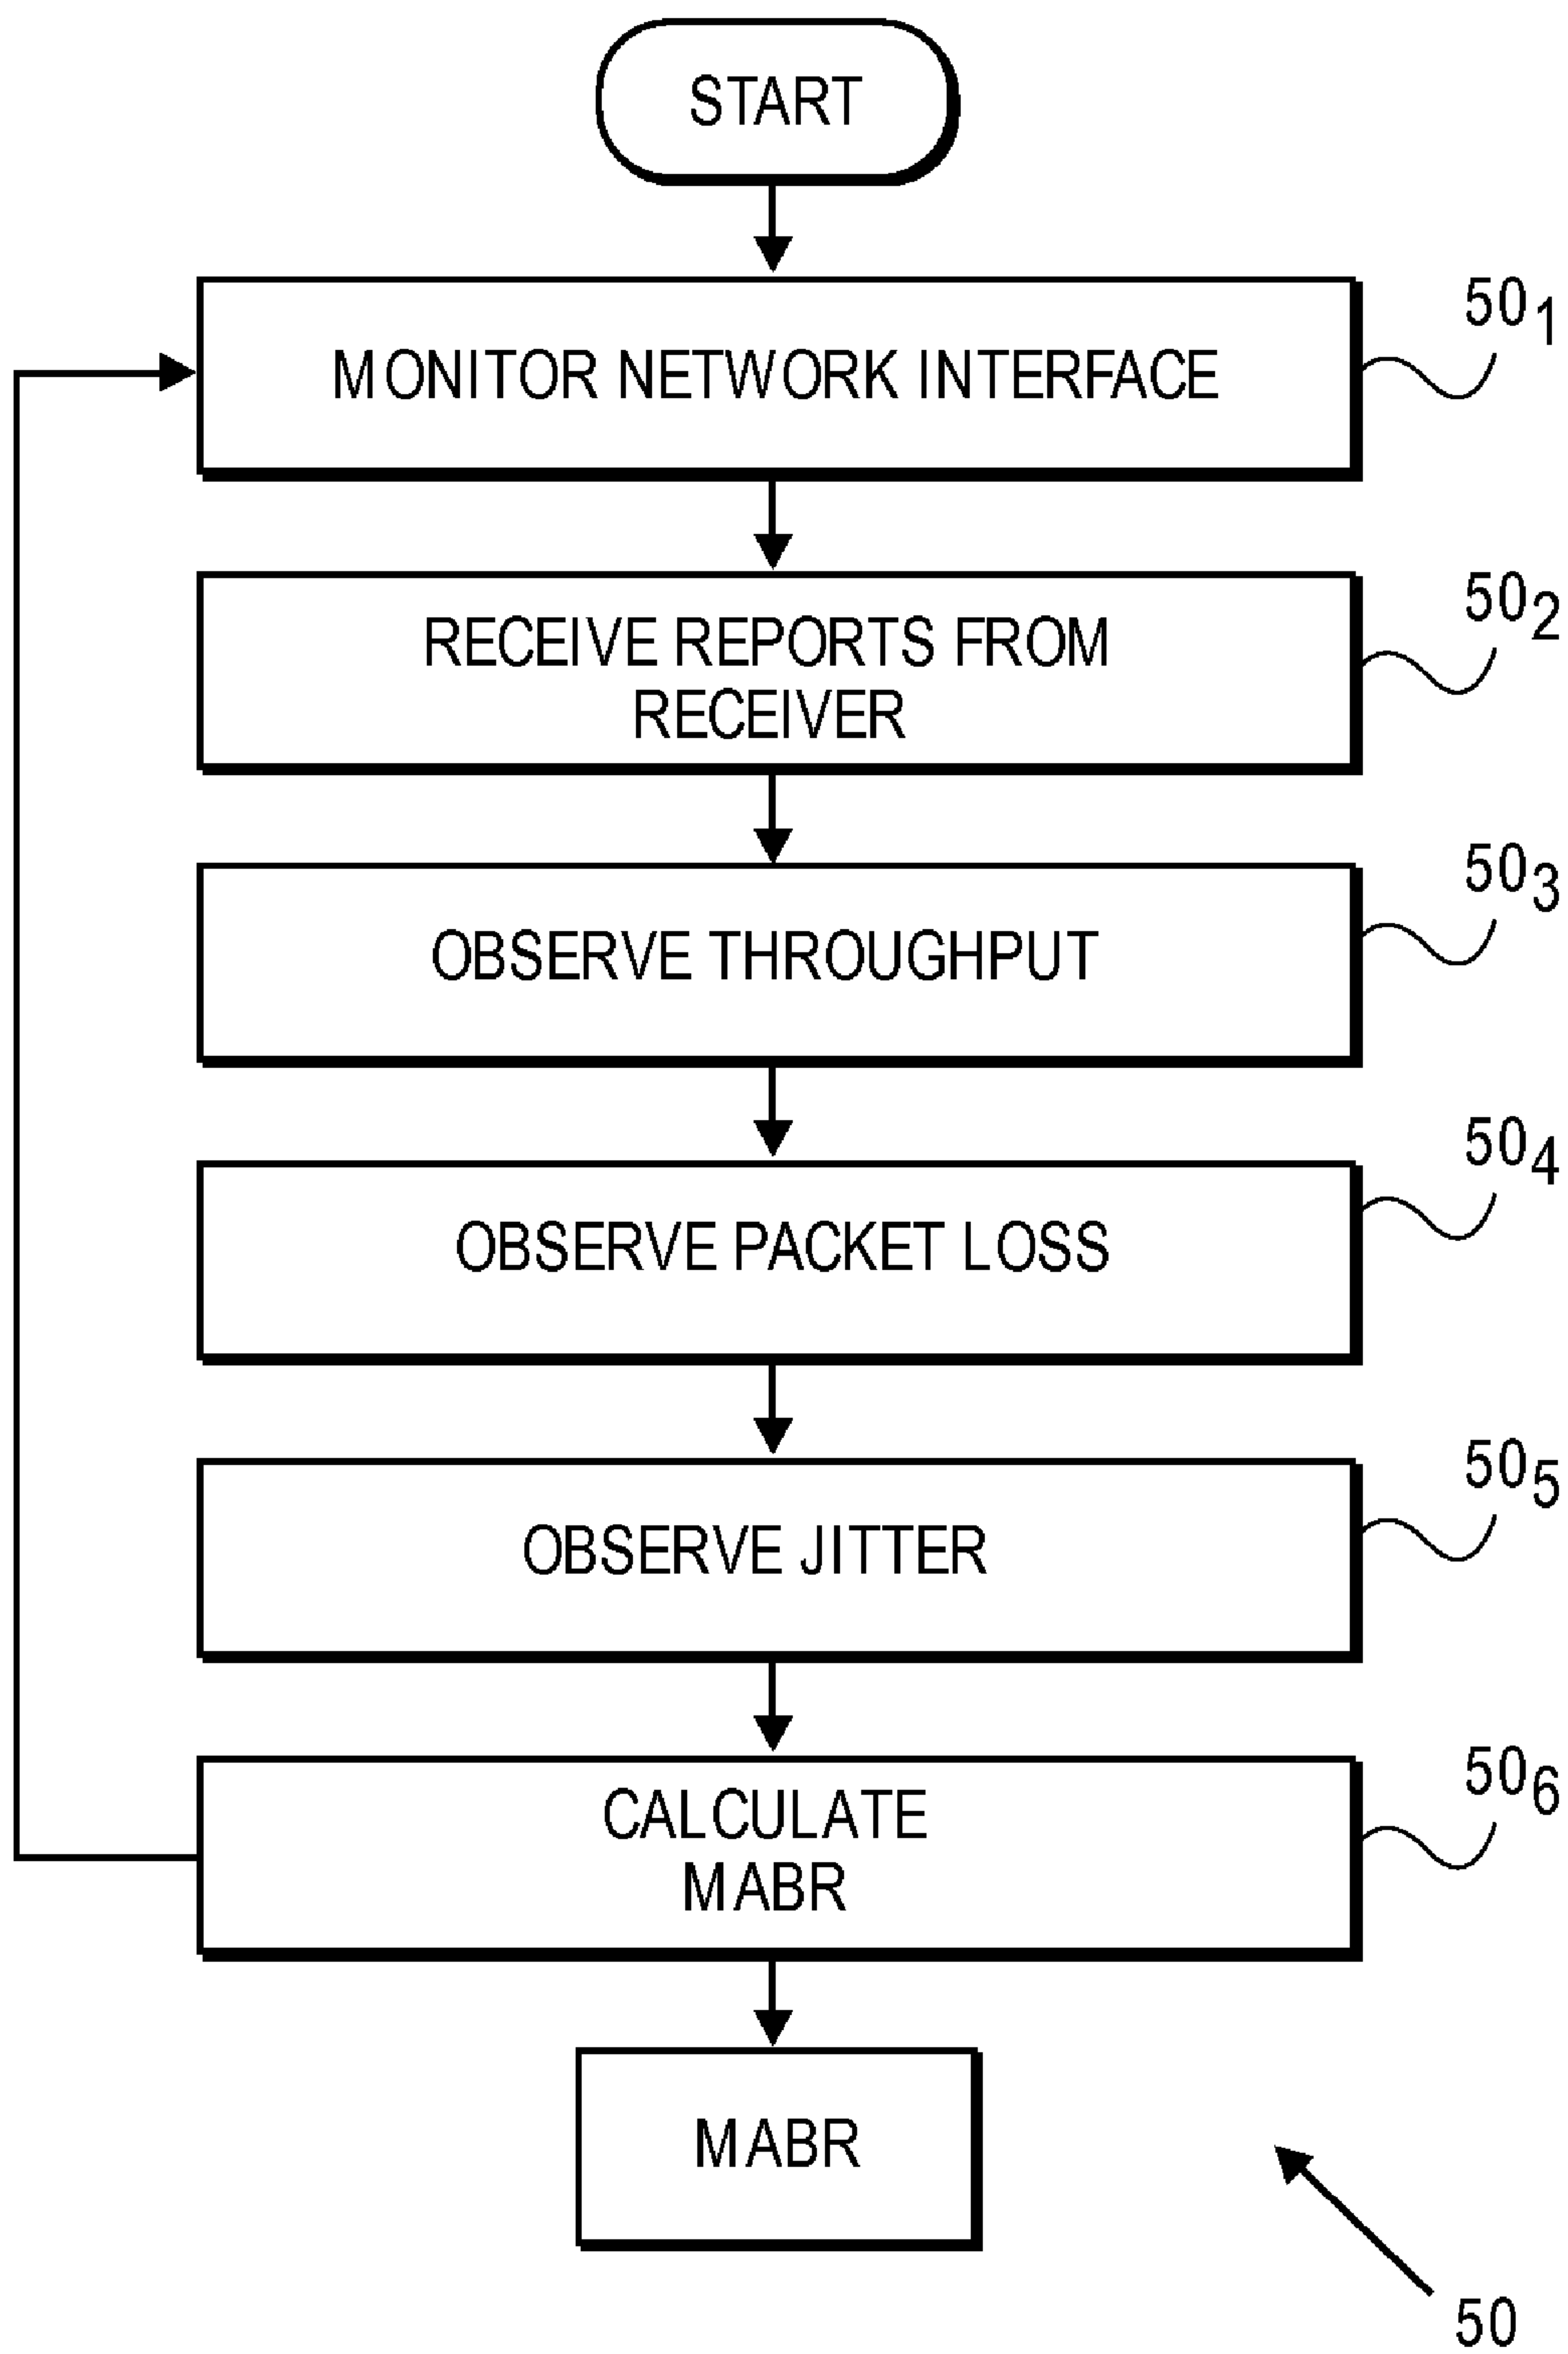 START
MONITOR NETWORK INTERFACE
50₁
RECEIVE REPORTS FROM
RECEIVER
50₂
OBSERVE THROUGHPUT
50₃
OBSERVE PACKET LOSS
50₄
OBSERVE JITTER
50₅
CALCULATE
MABR
50₆
MABR
50